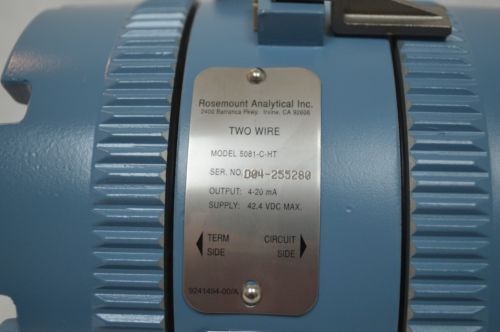 Rosemount Analytical Inc.
2400 Barranca Pkwy. Irvine, CA 92606
TWO WIRE
MODEL 5081-C-HT
SER. NO. D04-255280
OUTPUT: 4-20 mA
SUPPLY: 42.4 VDC MAX.
TERM SIDE
CIRCUIT SIDE
9241494-00/A